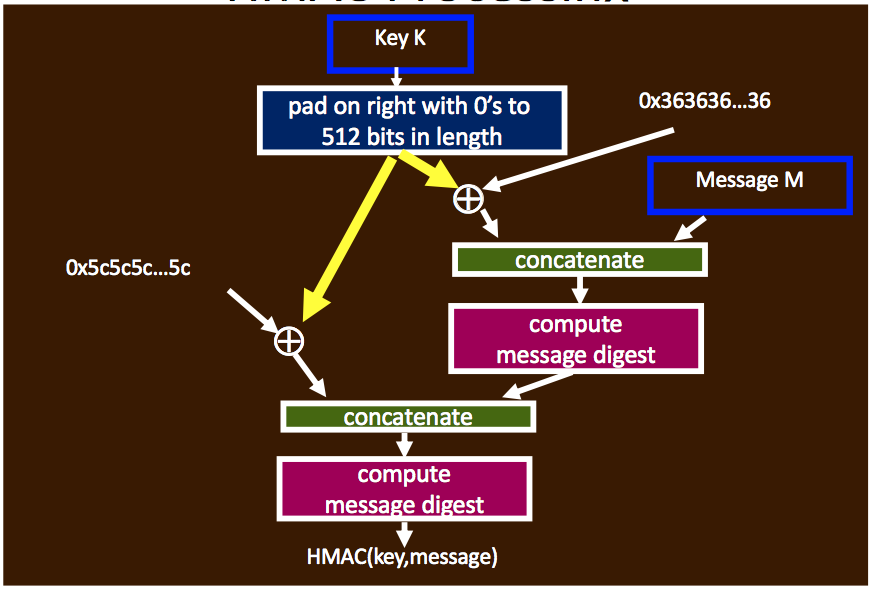 Key K
pad on right with 0's to
512 bits in length
0x363636...36
Message M
concatenate
0x5c5c5c...5c
compute
message digest
concatenate
compute
message digest
HMAC(key,message)